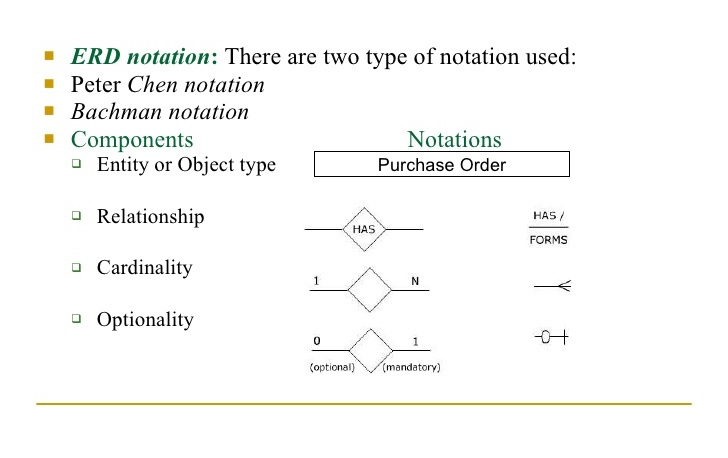 ERD notation: There are two type of notation used:
Peter Chen notation
Bachman notation
Components Notations
Entity or Object type Purchase Order
Relationship HAS HAS /
FORMS
Cardinality 1 N
Optionality 0 1
(optional) (mandatory)